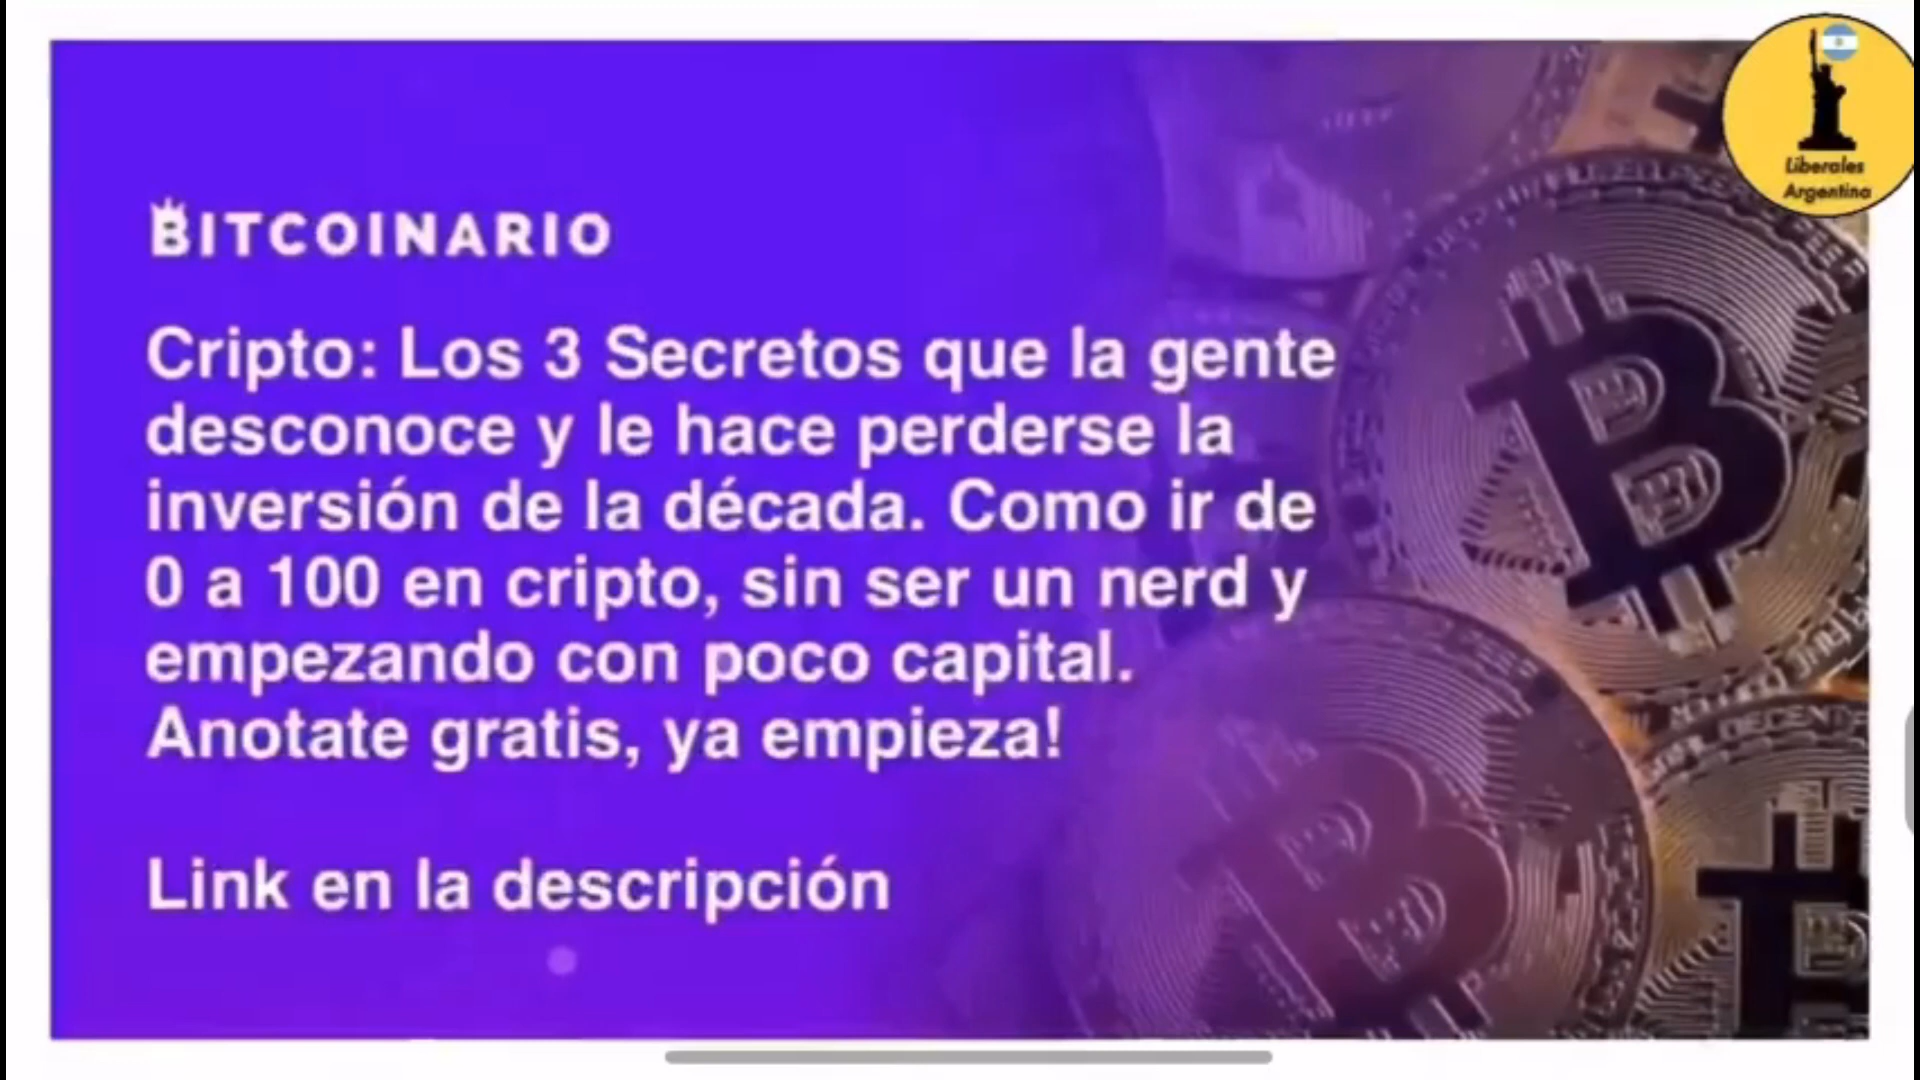 Liberales
Argentina
BITCOINARIO
Cripto: Los 3 Secretos que la gente
desconoce y le hace perderse la
inversión de la década. Como ir de
0 a 100 en cripto, sin ser un nerd y
empezando con poco capital.
Anotate gratis, ya empieza!
Link en la descripción
DECENT